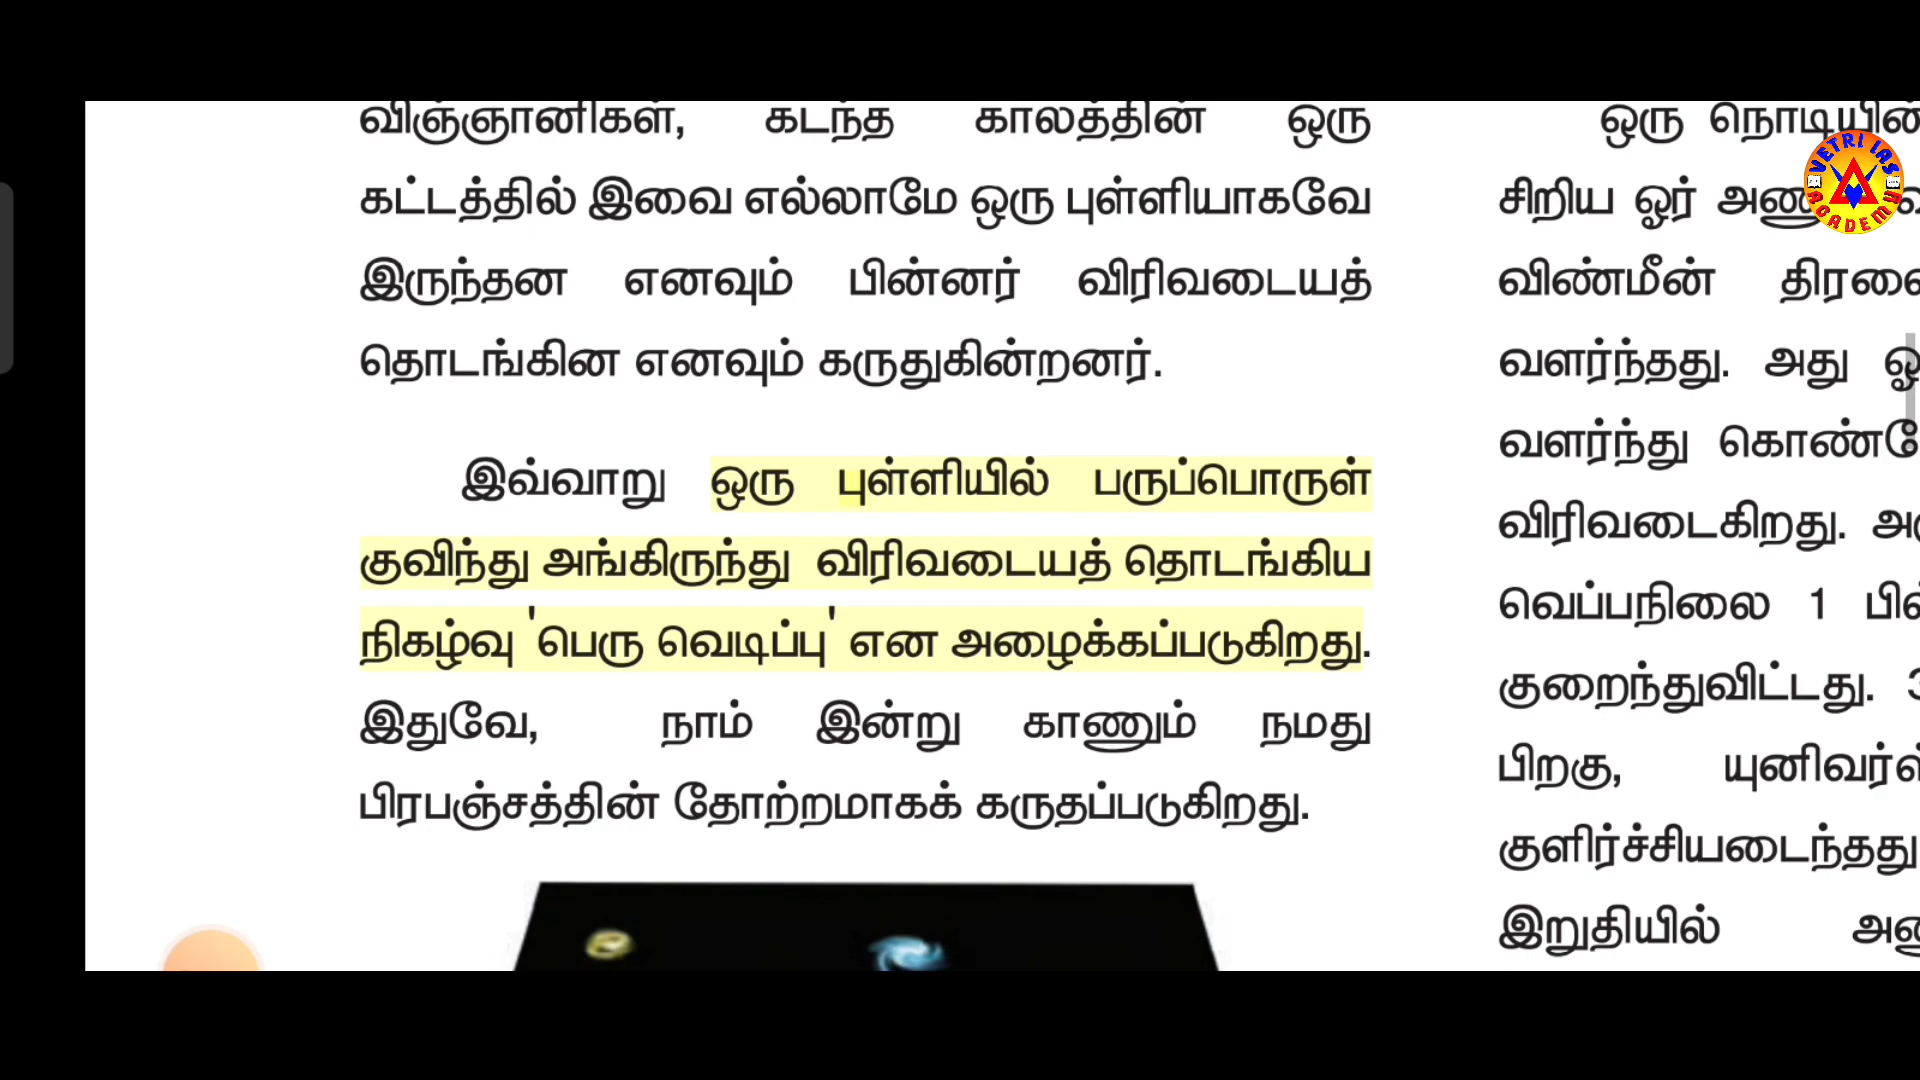 விஞ்ஞானிகள், கடந்த காலத்தின் ஒரு
கட்டத்தில் இவை எல்லாமே ஒரு புள்ளியாகவே
இருந்தன எனவும் பின்னர் விரிவடையத்
தொடங்கின எனவும் கருதுகின்றனர்.
இவ்வாறு ஒரு புள்ளியில் பருப்பொருள்
குவிந்து அங்கிருந்து விரிவடையத் தொடங்கிய
நிகழ்வு 'பெரு வெடிப்பு' என அழைக்கப்படுகிறது.
இதுவே, நாம் இன்று காணும் நமது
பிரபஞ்சத்தின் தோற்றமாகக் கருதப்படுகிறது.
ஒரு நொடியின்
சிறிய ஓர்
விண்மீன்
வளர்ந்தது. அது
வளர்ந்து
விரிவடைகிறது.
வெப்பநிலை 1
குறைந்துவிட்டது.
பிறகு,
குளிர்ச்சியடைந்தது
இறுதியில்
VETRI IAS
ACADEMY